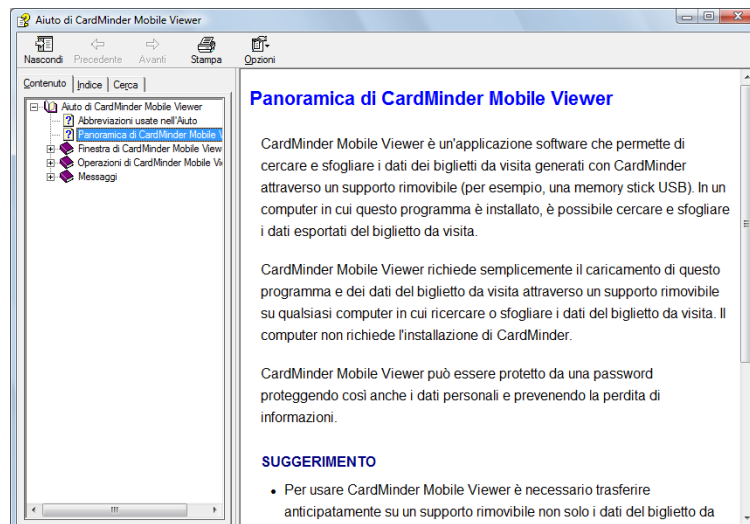 Aiuto di CardMinder Mobile Viewer
Nascondi Precedente Avanti Stampa Opzioni
Contenuto Indice Cerca
Aiuto di CardMinder Mobile Viewer
Abbreviazioni usate nell'Aiuto
Panoramica di CardMinder Mobile V
Finestra di CardMinder Mobile View
Operazioni di CardMinder Mobile Vi
Messaggi
Panoramica di CardMinder Mobile Viewer
CardMinder Mobile Viewer è un'applicazione software che permette di
cercare e sfogliare i dati dei biglietti da visita generati con CardMinder
attraverso un supporto rimovibile (per esempio, una memory stick USB). In un
computer in cui questo programma è installato, è possibile cercare e sfogliare
i dati esportati del biglietto da visita.
CardMinder Mobile Viewer richiede semplicemente il caricamento di questo
programma e dei dati del biglietto da visita attraverso un supporto rimovibile
su qualsiasi computer in cui ricercare o sfogliare i dati del biglietto da visita. Il
computer non richiede l'installazione di CardMinder.
CardMinder Mobile Viewer può essere protetto da una password
proteggendo così anche i dati personali e prevenendo la perdita di
informazioni.
SUGGERIMENTO
• Per usare CardMinder Mobile Viewer è necessario trasferire
anticipatamente su un supporto rimovibile non solo i dati del biglietto da